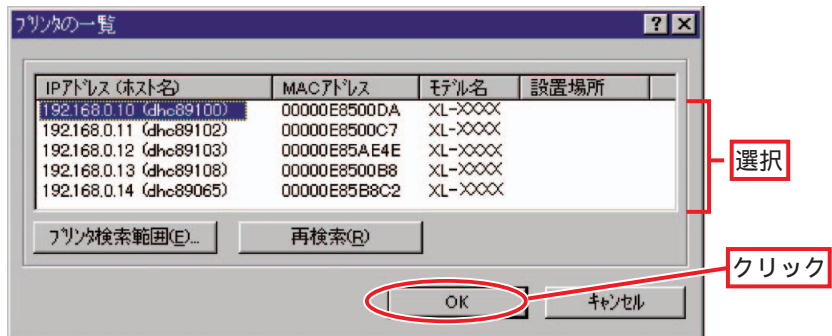 プリンタの一覧
IPアドレス (ホスト名) MACアドレス モデル名 設置場所
192.168.0.10 (dhc89100) 00000E8500DA XL-XXXX
192.168.0.11 (dhc89102) 00000E8500C7 XL-XXXX
192.168.0.12 (dhc89103) 00000E85AE4E XL-XXXX
192.168.0.13 (dhc89108) 00000E8500B8 XL-XXXX
192.168.0.14 (dhc89065) 00000E85B8C2 XL-XXXX
選択
プリンタ検索範囲(E)... 再検索(R)
クリック
OK キャンセル